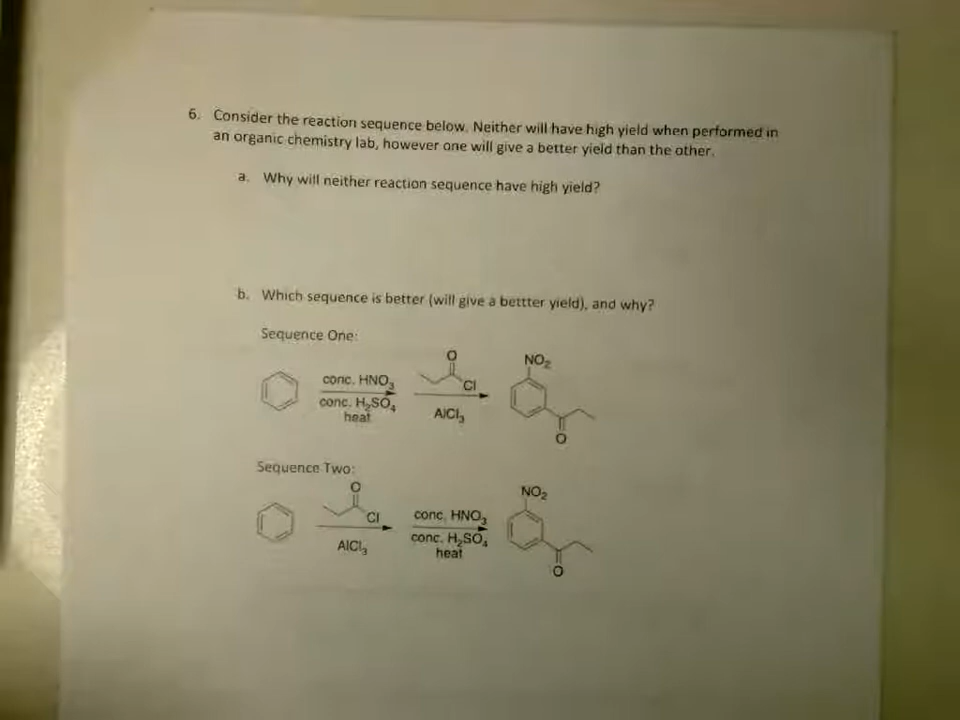 6. Consider the reaction sequence below. Neither will have high yield when performed in
an organic chemistry lab, however one will give a better yield than the other.
a. Why will neither reaction sequence have high yield?
b. Which sequence is better (will give a bettter yield), and why?
Sequence One:
conc. HNO₃
conc. H₂SO₄
heat
O
Cl
AlCl₃
NO₂
O
Sequence Two:
O
Cl
AlCl₃
conc. HNO₃
conc. H₂SO₄
heat
NO₂
O